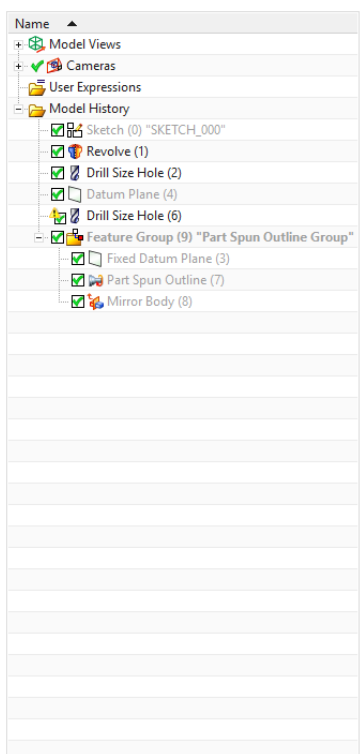 Name
Model Views
Cameras
User Expressions
Model History
Sketch (0) "SKETCH_000"
Revolve (1)
Drill Size Hole (2)
Datum Plane (4)
Drill Size Hole (6)
Feature Group (9) "Part Spun Outline Group"
Fixed Datum Plane (3)
Part Spun Outline (7)
Mirror Body (8)